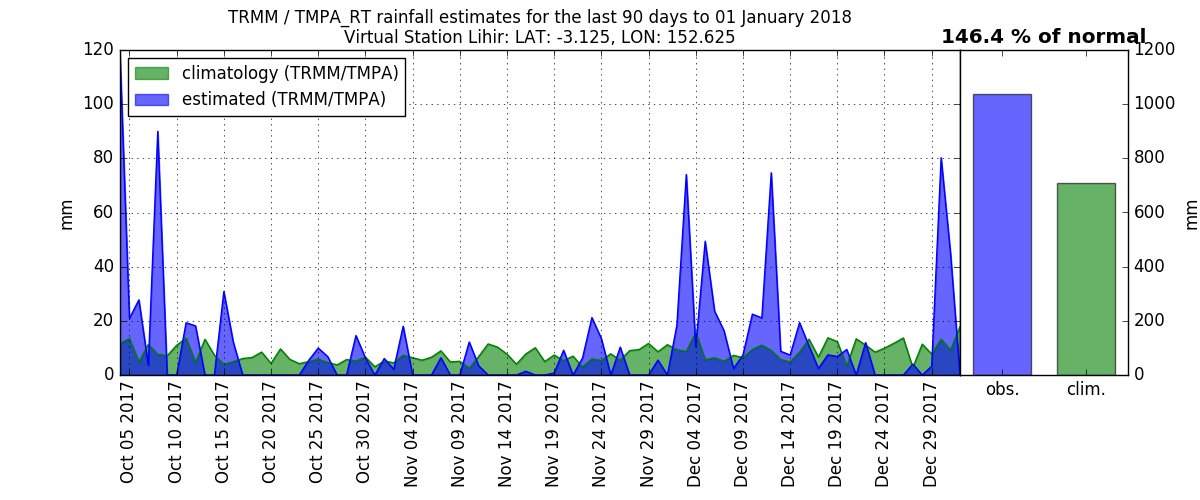 TRMM / TMPA_RT rainfall estimates for the last 90 days to 01 January 2018
Virtual Station Lihir: LAT: -3.125, LON: 152.625
146.4 % of normal
climatology (TRMM/TMPA)
estimated (TRMM/TMPA)
120
100
80
60
40
20
0
mm
1200
1000
800
600
400
200
0
mm
Oct 05 2017
Oct 10 2017
Oct 15 2017
Oct 20 2017
Oct 25 2017
Oct 30 2017
Nov 04 2017
Nov 09 2017
Nov 14 2017
Nov 19 2017
Nov 24 2017
Nov 29 2017
Dec 04 2017
Dec 09 2017
Dec 14 2017
Dec 19 2017
Dec 24 2017
Dec 29 2017
obs.
clim.